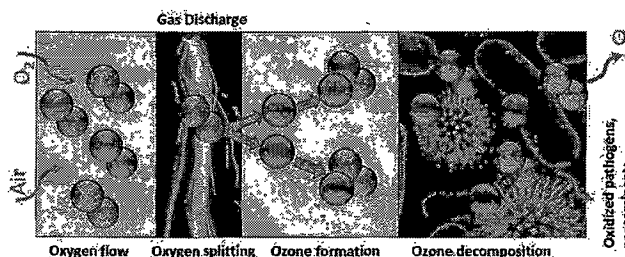 Gas Discharge
O₂
Air
Oxygen flow
Oxygen splitting
Ozone formation
Ozone decomposition
Oxidized pathogens,